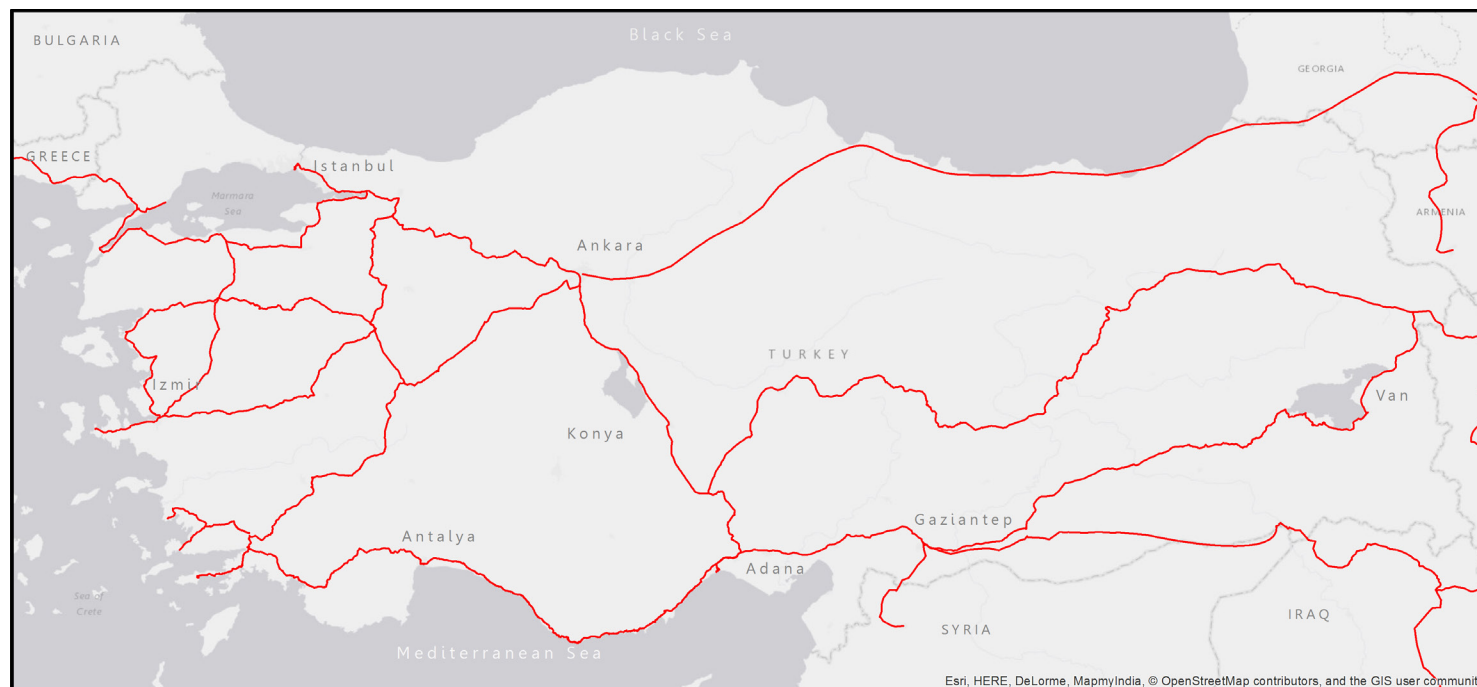 Black Sea
BULGARIA
GEORGIA
GREECE
Istanbul
Marmara
Sea
ARMENIA
Ankara
TURKEY
Izmir
Van
Konya
Gaziantep
Antalya
Adana
Sea of
Crete
IRAQ
SYRIA
Mediterranean Sea
Esri, HERE, DeLorme, MapmyIndia, © OpenStreetMap contributors, and the GIS user communit